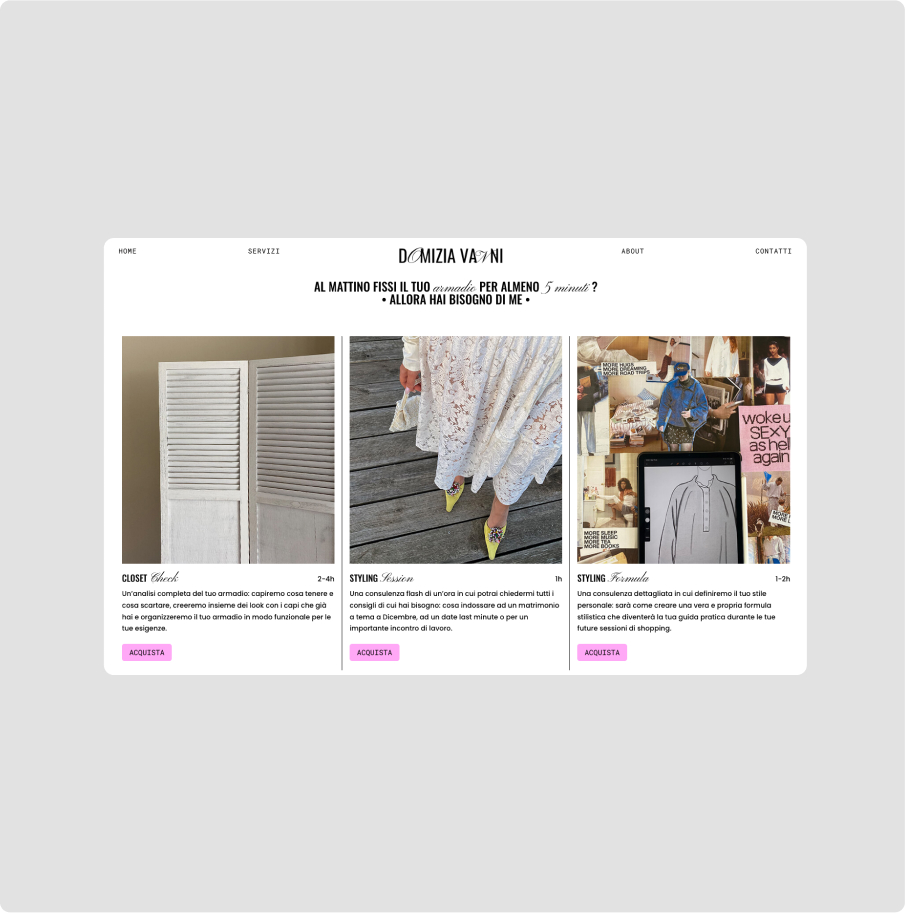 HOME SERVIZI DOMIZIA VANNI ABOUT CONTATTI
AL MATTINO FISSI IL TUO armadio PER ALMENO 5 minuti ?
• ALLORA HAI BISOGNO DI ME •
MORE HUGS
MORE DREAMING
MORE ROAD TRIPS
woke u
SEXY
as hel
again
MORE SLEEP
MORE MUSIC
MORE TEA
MORE BOOKS
MORE
MORE L
CLOSET Check 2-4h
Un'analisi completa del tuo armadio: capiremo cosa tenere e
cosa scartare, creeremo insieme dei look con i capi che già
hai e organizzeremo il tuo armadio in modo funzionale per le
tue esigenze.
ACQUISTA
STYLING Session 1h
Una consulenza flash di un'ora in cui potrai chiedermi tutti i
consigli di cui hai bisogno: cosa indossare ad un matrimonio
a tema a Dicembre, ad un date last minute o per un
importante incontro di lavoro.
ACQUISTA
STYLING Formula 1-2h
Una consulenza dettagliata in cui definiremo il tuo stile
personale: sarà come creare una vera e propria formula
stilistica che diventerà la tua guida pratica durante le tue
future sessioni di shopping.
ACQUISTA